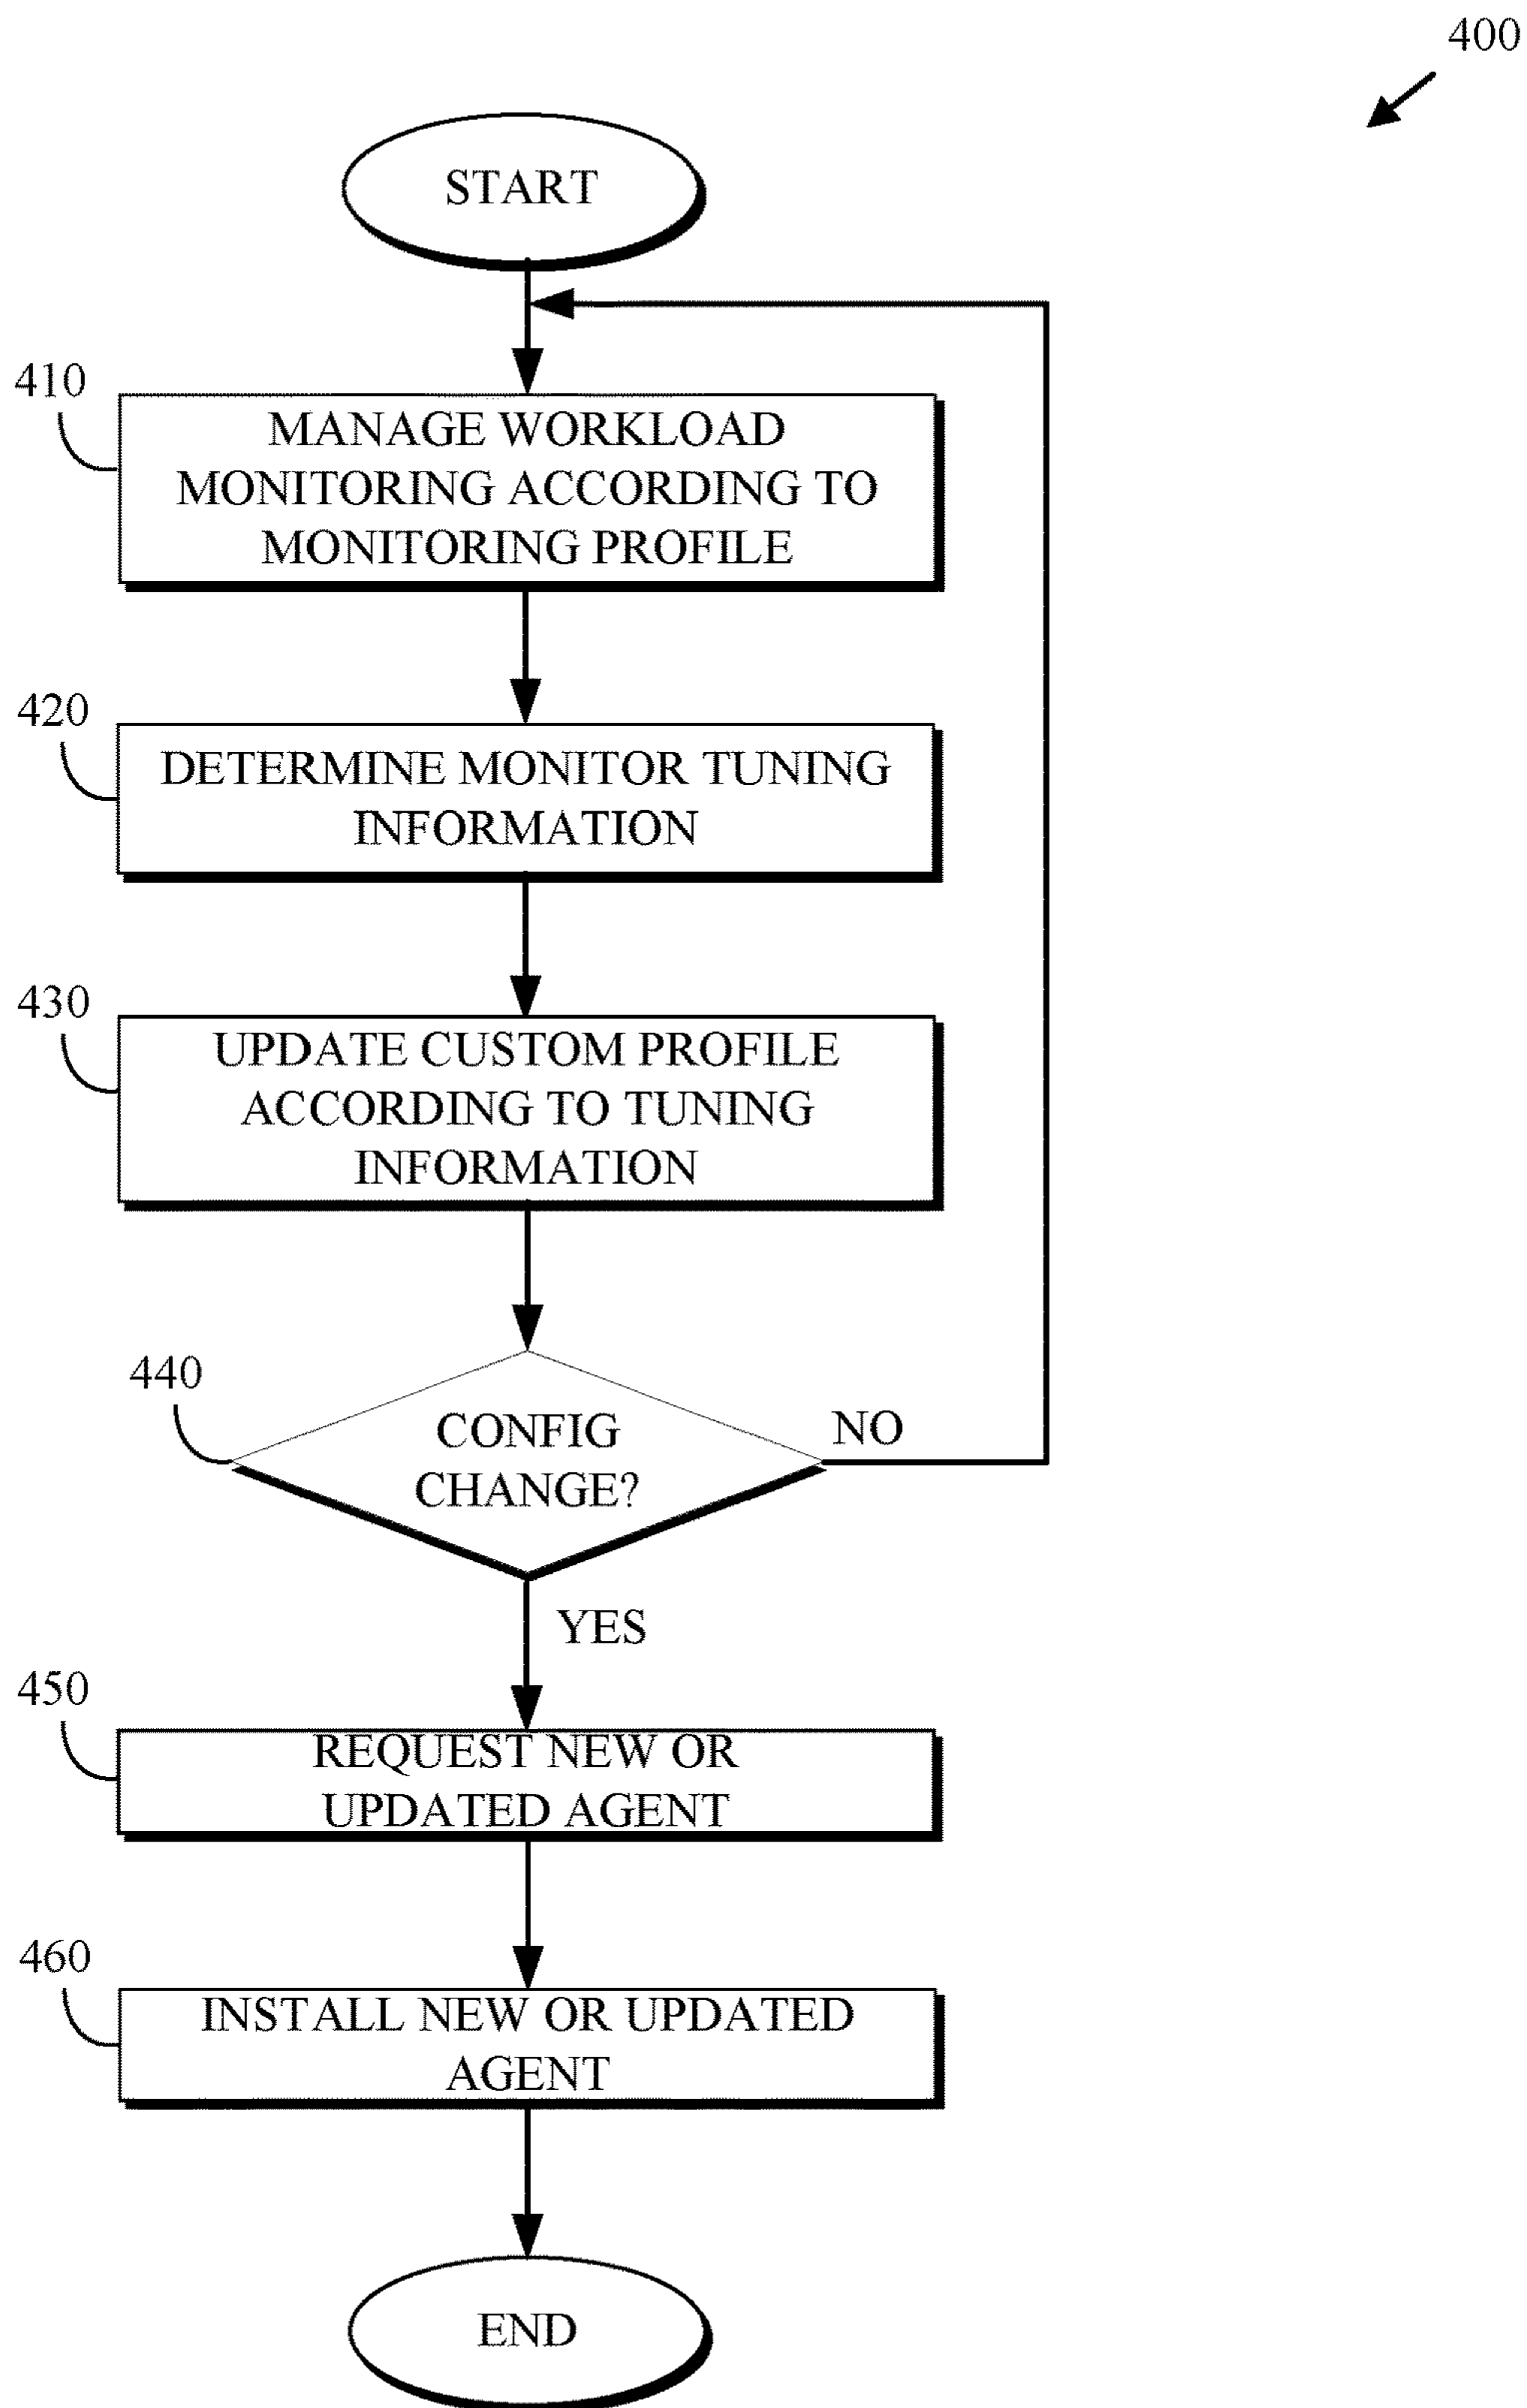 400
START
410
MANAGE WORKLOAD
MONITORING ACCORDING TO
MONITORING PROFILE
420
DETERMINE MONITOR TUNING
INFORMATION
430
UPDATE CUSTOM PROFILE
ACCORDING TO TUNING
INFORMATION
440
CONFIG
CHANGE?
NO
YES
450
REQUEST NEW OR
UPDATED AGENT
460
INSTALL NEW OR UPDATED
AGENT
END